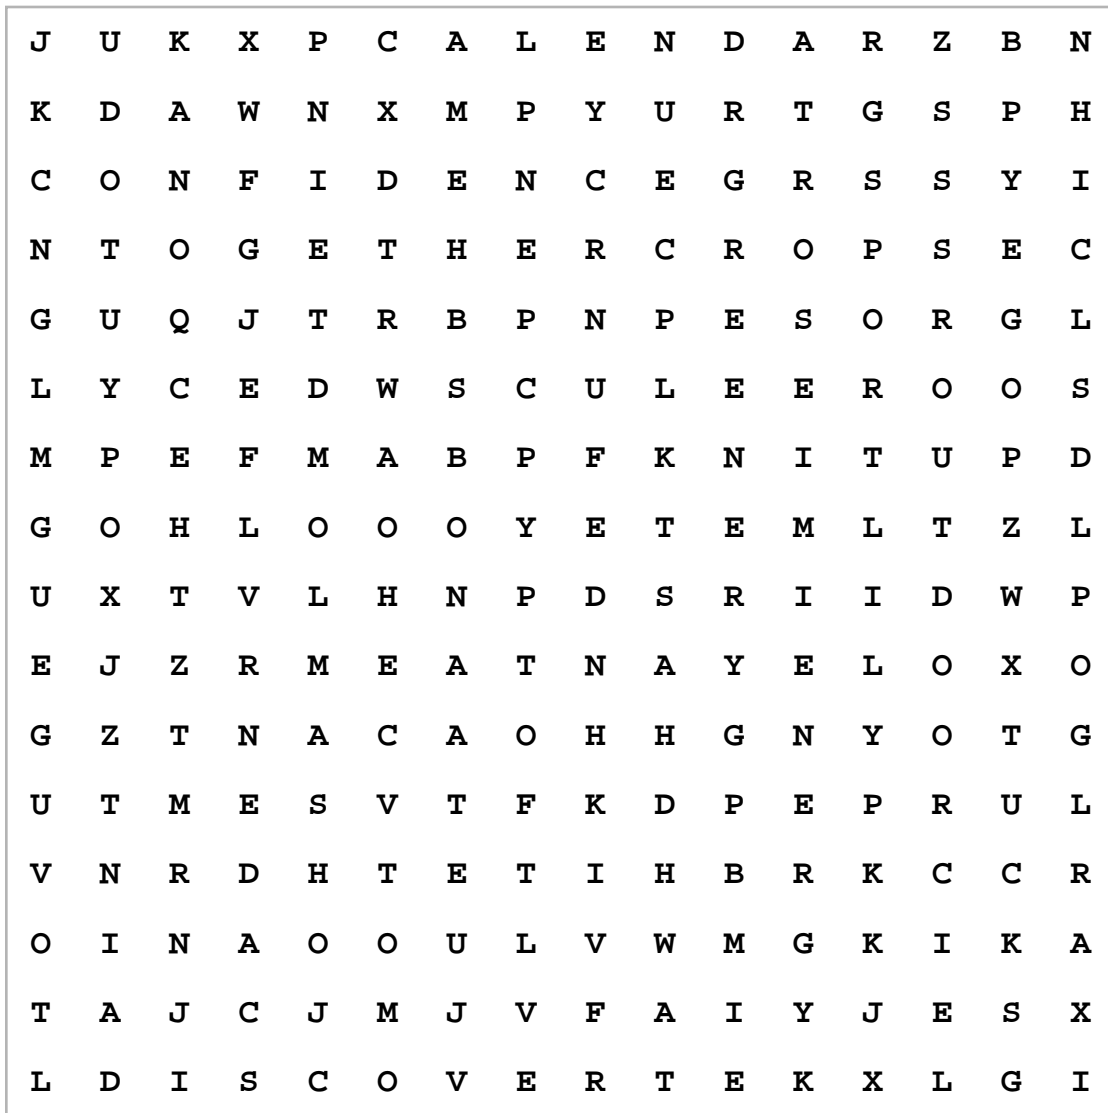 J U K X P C A L E N D A R Z B N
K D A W N X M P Y U R T G S P H
C O N F I D E N C E G R S S Y I
N T O G E T H E R C R O P S E C
G U Q J T R B P N P E S O R G L
L Y C E D W S C U L E E R O O S
M P E F M A B P F K N I T U P D
G O H L O O O Y E T E M L T Z L
U X T V L H N P D S R I I D W P
E J Z R M E A T N A Y E L O X O
G Z T N A C A O H H G N Y O T G
U T M E S V T F K D P E P R U L
V N R D H T E T I H B R K C C R
O I N A O O U L V W M G K I K A
T A J C J M J V F A I Y J E S X
L D I S C O V E R T E K X L G I